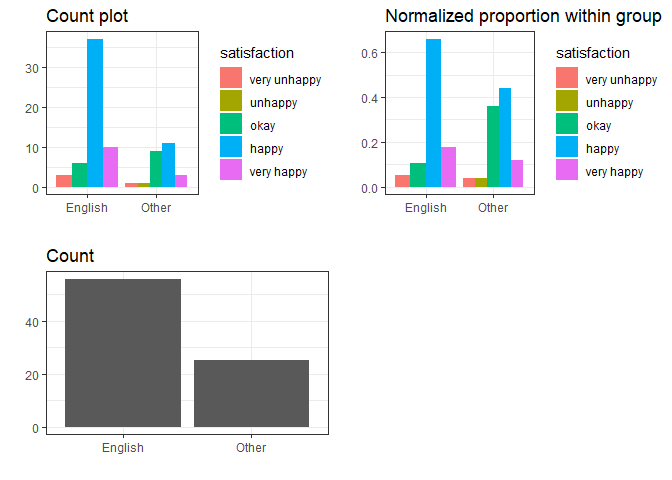 Count plot
30
20
10
0
English Other
satisfaction
very unhappy
unhappy
okay
happy
very happy
Normalized proportion within group
0.6
0.4
0.2
0.0
English Other
satisfaction
very unhappy
unhappy
okay
happy
very happy
Count
40
20
0
English Other